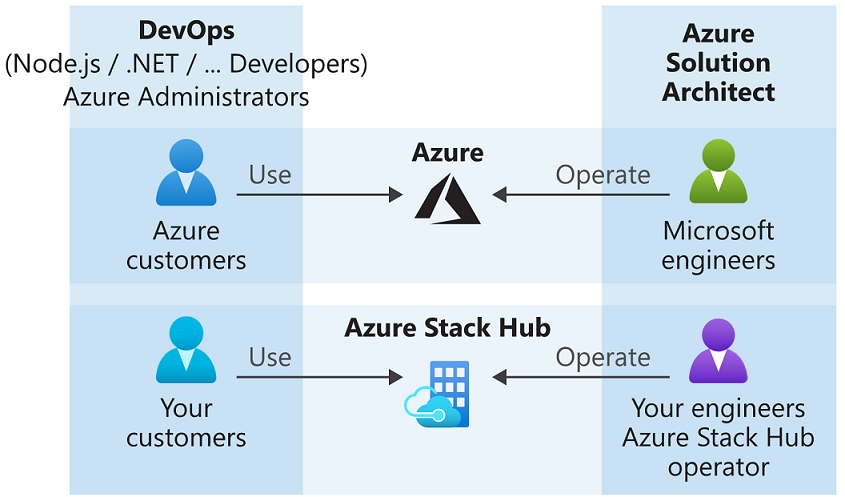 DevOps
(Node.js / .NET / ... Developers)
Azure Administrators
Azure
Solution
Architect
Azure
Use
Operate
Azure
customers
Microsoft
engineers
Azure Stack Hub
Use
Operate
Your
customers
Your engineers
Azure Stack Hub
operator